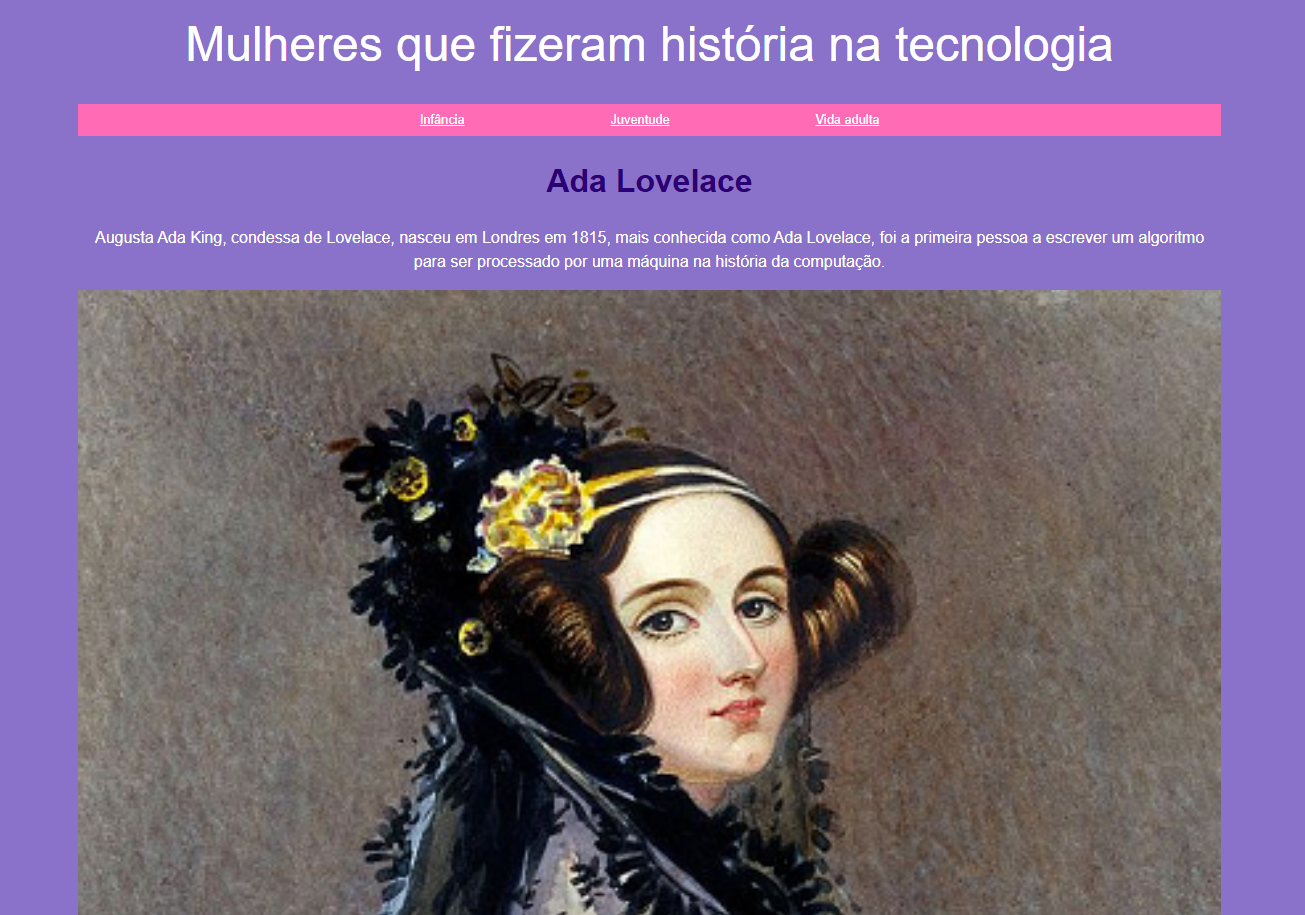 Mulheres que fizeram história na tecnologia
Infância Juventude Vida adulta
Ada Lovelace
Augusta Ada King, condessa de Lovelace, nasceu em Londres em 1815, mais conhecida como Ada Lovelace, foi a primeira pessoa a escrever um algoritmo
para ser processado por uma máquina na história da computação.